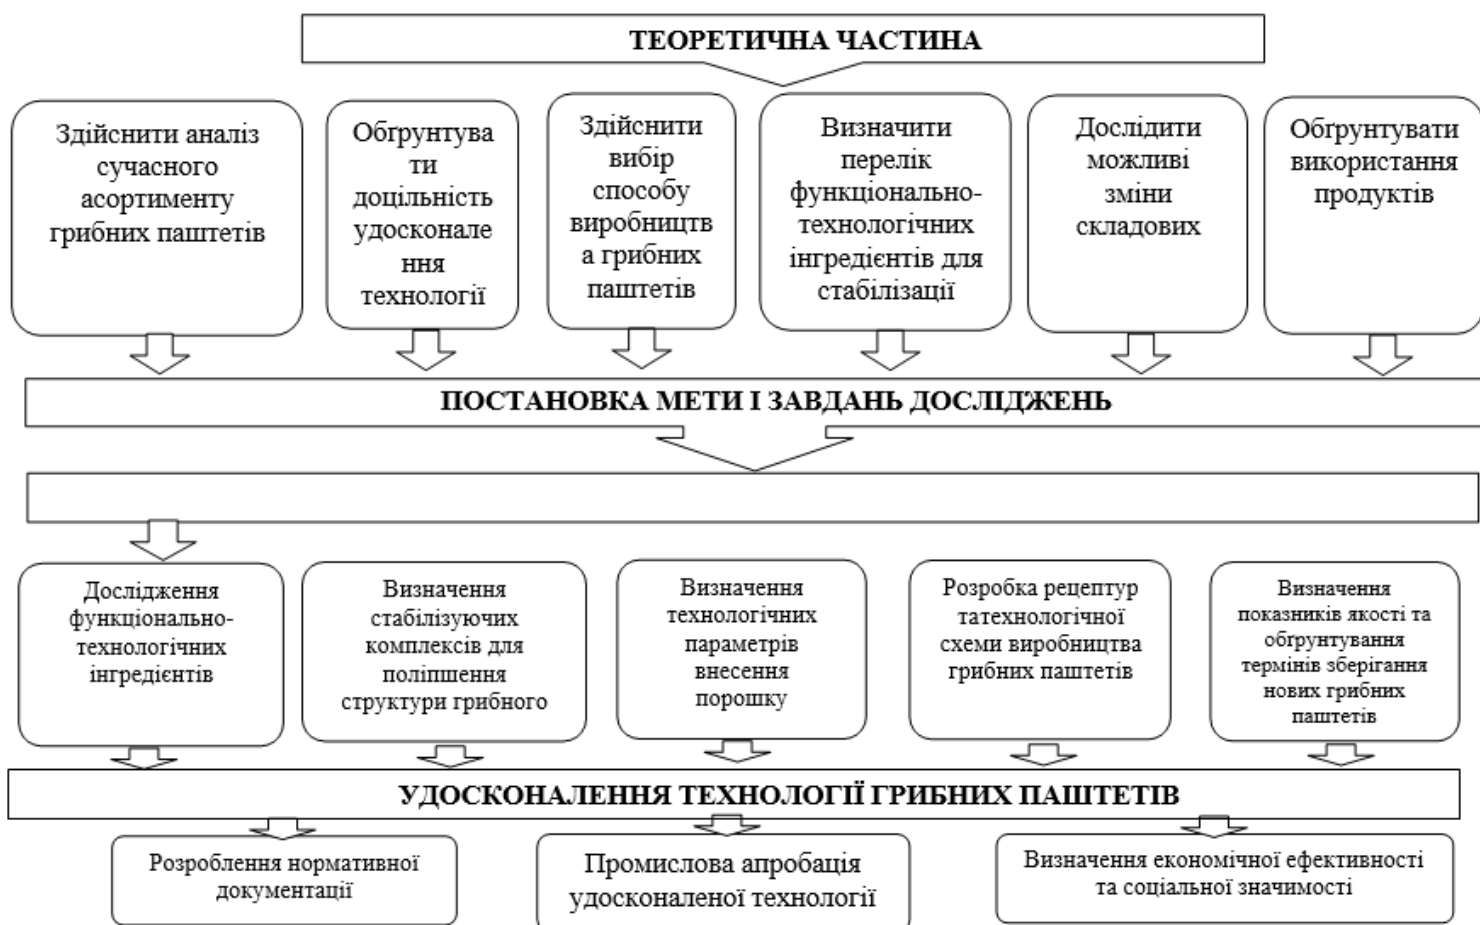 ТЕОРЕТИЧНА ЧАСТИНА
Здійснити аналіз
сучасного
асортименту
грибних паштетів
Обґрунтува
ти
доцільність
удосконале
ння
технології
Здійснити
вибір
способу
виробництв
а грибних
паштетів
Визначити
перелік
функціонально-
технологічних
інгредієнтів для
стабілізації
Дослідити
можливі
зміни
складових
Обґрунтувати
використання
продуктів
ПОСТАНОВКА МЕТИ І ЗАВДАНЬ ДОСЛІДЖЕНЬ
Дослідження
функціонально-
технологічних
інгредієнтів
Визначення
стабілізуючих
комплексів для
поліпшення
структури грибного
Визначення
технологічних
параметрів
внесення
порошку
Розробка рецептур
татехнологічної
схеми виробництва
грибних паштетів
Визначення
показників якості та
обґрунтування
термінів зберігання
нових грибних
паштетів
УДОСКОНАЛЕННЯ ТЕХНОЛОГІЇ ГРИБНИХ ПАШТЕТІВ
Розроблення нормативної
документації
Промислова апробація
удосконаленої технології
Визначення економічної ефективності
та соціальної значимості